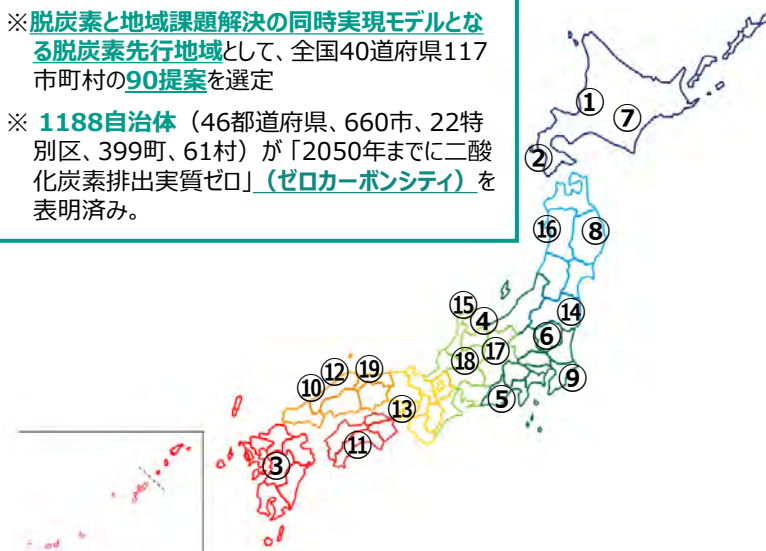 ※脱炭素と地域課題解決の同時実現モデルとな
る脱炭素先行地域として、全国40道府県117
市町村の90提案を選定
※ 1188自治体（46都道府県、660市、22特
別区、399町、61村）が「2050年までに二酸
化炭素排出実質ゼロ」（ゼロカーボンシティ）を
表明済み。
①
⑦
②
⑯
⑧
⑮
④
⑭
⑥
⑰
⑱
⑫
⑲
⑨
⑩
⑤
⑬
⑪
③